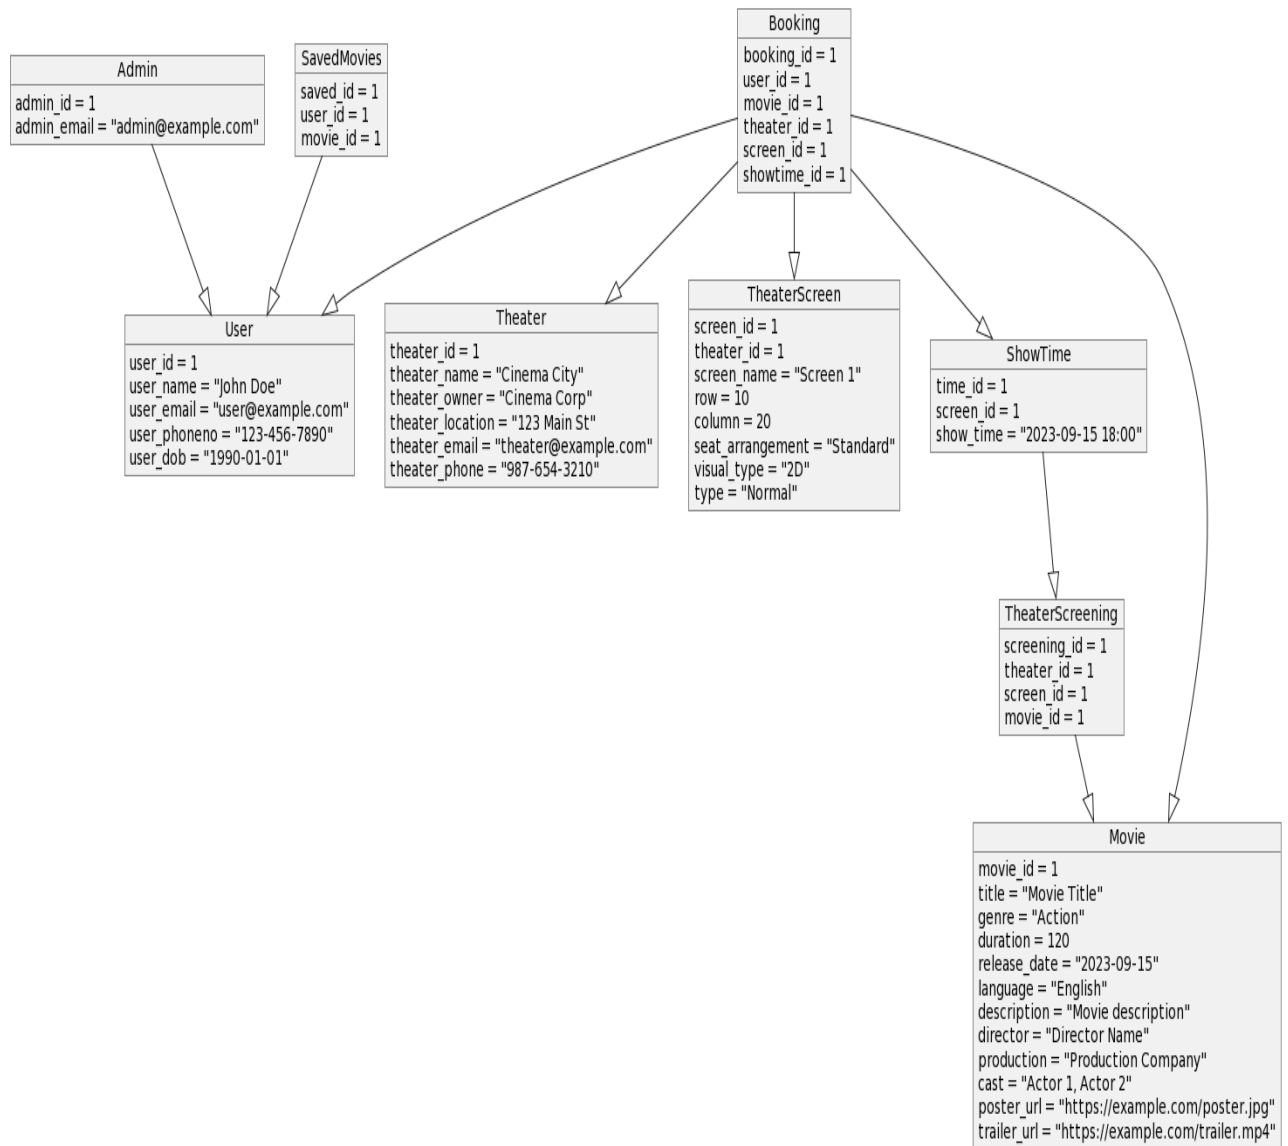 Booking
booking_id = 1
user_id = 1
movie_id = 1
theater_id = 1
screen_id = 1
showtime_id = 1
SavedMovies
saved_id = 1
user_id = 1
movie_id = 1
Admin
admin_id = 1
admin_email = "admin@example.com"
User
user_id = 1
user_name = "John Doe"
user_email = "user@example.com"
user_phoneno = "123-456-7890"
user_dob = "1990-01-01"
Theater
theater_id = 1
theater_name = "Cinema City"
theater_owner = "Cinema Corp"
theater_location = "123 Main St"
theater_email = "theater@example.com"
theater_phone = "987-654-3210"
TheaterScreen
screen_id = 1
theater_id = 1
screen_name = "Screen 1"
row = 10
column = 20
seat_arrangement = "Standard"
visual_type = "2D"
type = "Normal"
ShowTime
time_id = 1
screen_id = 1
show_time = "2023-09-15 18:00"
TheaterScreening
screening_id = 1
theater_id = 1
screen_id = 1
movie_id = 1
Movie
movie_id = 1
title = "Movie Title"
genre = "Action"
duration = 120
release_date = "2023-09-15"
language = "English"
description = "Movie description"
director = "Director Name"
production = "Production Company"
cast = "Actor 1, Actor 2"
poster_url = "https://example.com/poster.jpg"
trailer_url = "https://example.com/trailer.mp4"